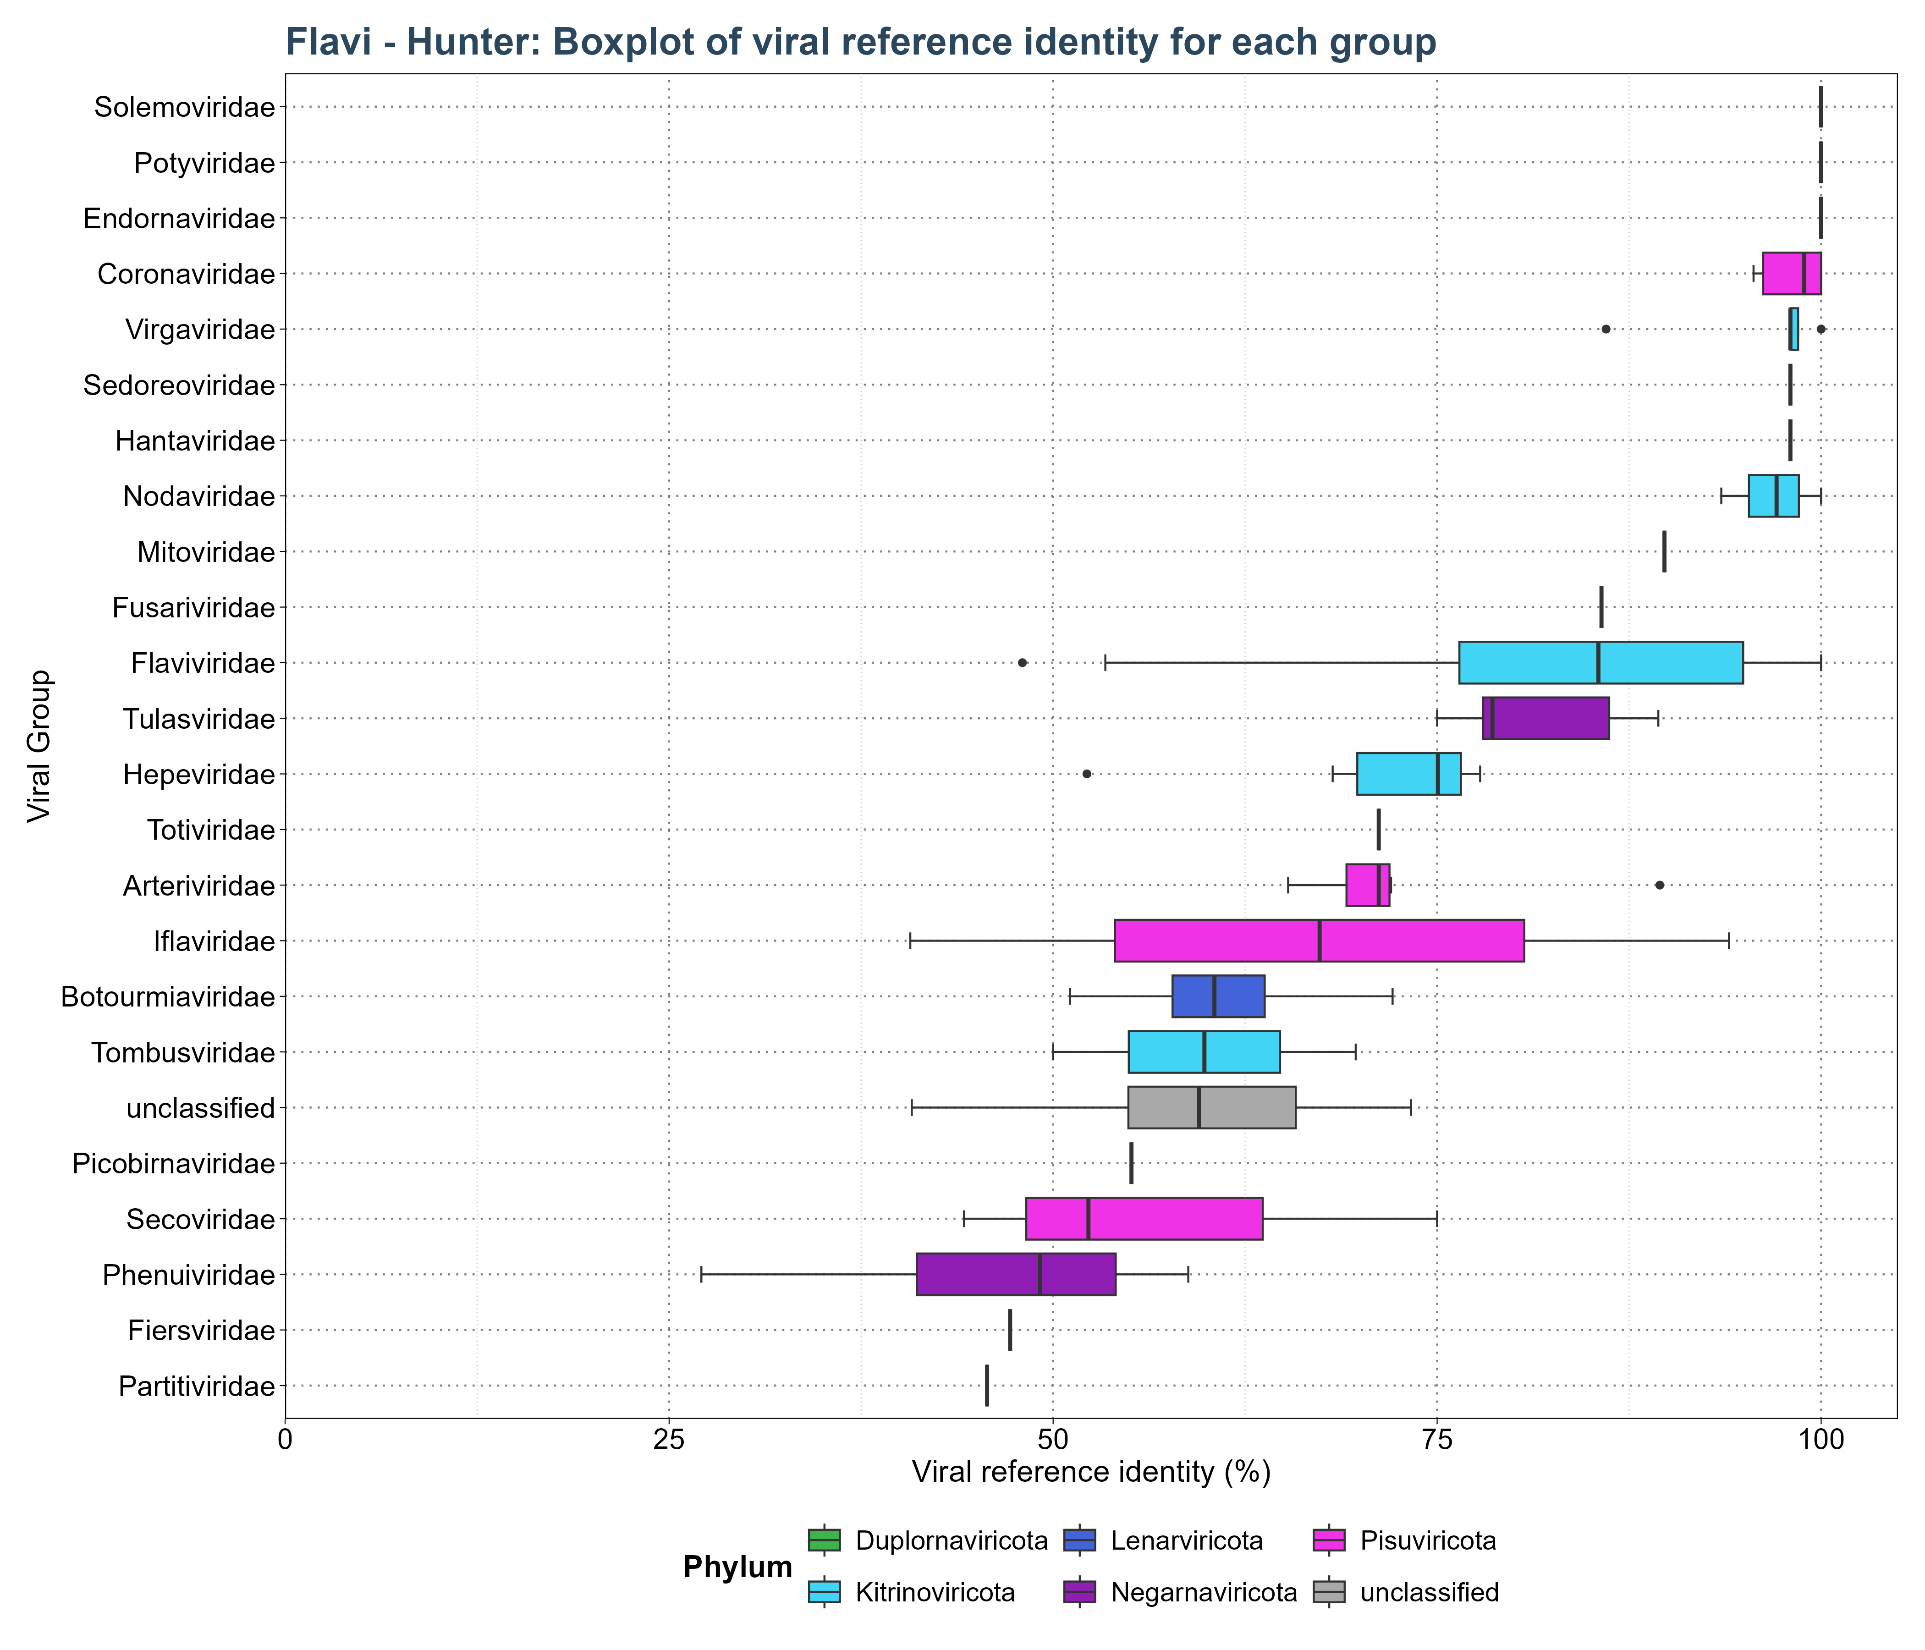 Flavi - Hunter: Boxplot of viral reference identity for each group
Viral Group
Solemoviridae
Potyviridae
Endornaviridae
Coronaviridae
Virgaviridae
Sedoreoviridae
Hantaviridae
Nodaviridae
Mitoviridae
Fusariviridae
Flaviviridae
Tulasviridae
Hepeviridae
Totiviridae
Arteriviridae
Iflaviridae
Botourmiaviridae
Tombusviridae
unclassified
Picobirnaviridae
Secoviridae
Phenuiviridae
Fiersviridae
Partitiviridae
0 25 50 75 100
Viral reference identity (%)
Phylum
Duplornaviricota Lenarviricota Pisuviricota
Kitrinoviricota Negarnaviricota unclassified